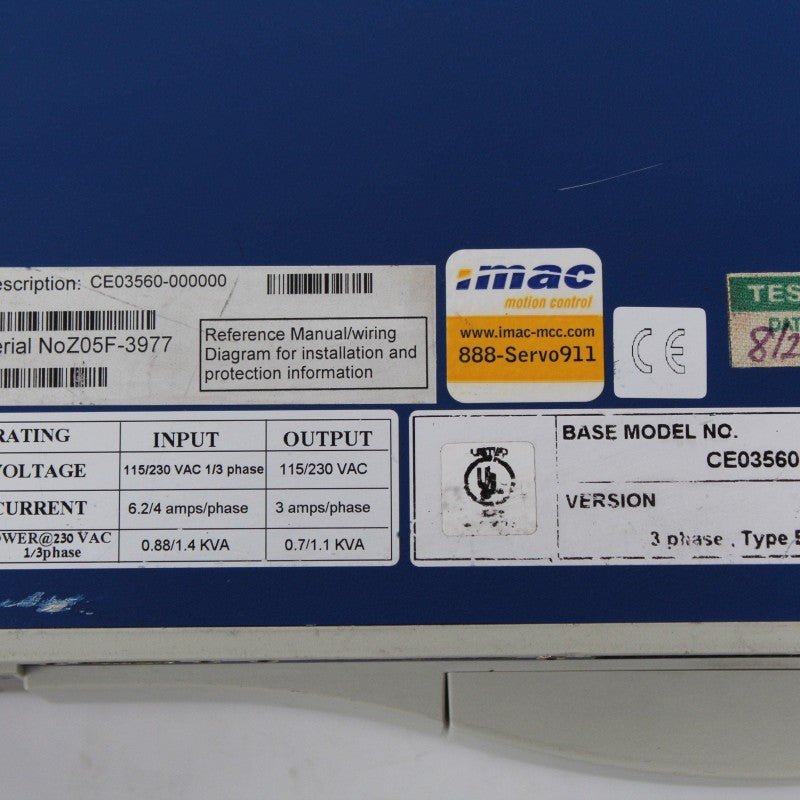 escription: CE03560-000000
erial NoZ05F-3977
Reference Manual/wiring
Diagram for installation and
protection information
imac
motion control
www.imac-mcc.com
888-Servo911
CE
TES
8/2
RATING INPUT OUTPUT
VOLTAGE 115/230 VAC 1/3 phase 115/230 VAC
CURRENT 6.2/4 amps/phase 3 amps/phase
OWER@230 VAC
1/3phase
0.88/1.4 KVA 0.7/1.1 KVA
BASE MODEL NO.
CE03560
UL
VERSION
3 phase , Type